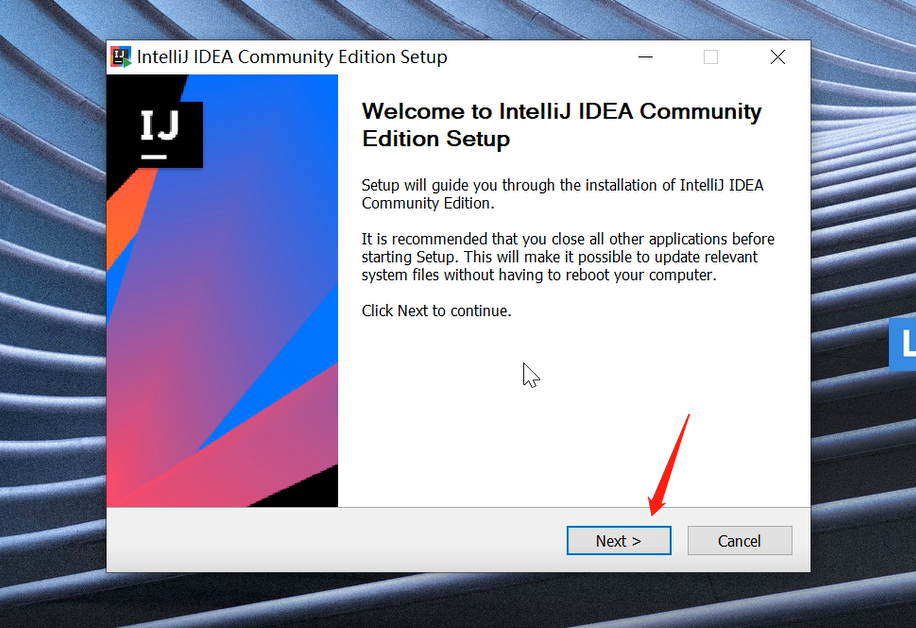 IntelliJ IDEA Community Edition Setup
IJ
Welcome to IntelliJ IDEA Community
Edition Setup
Setup will guide you through the installation of IntelliJ IDEA
Community Edition.
It is recommended that you close all other applications before
starting Setup. This will make it possible to update relevant
system files without having to reboot your computer.
Click Next to continue.
L
Next >
Cancel